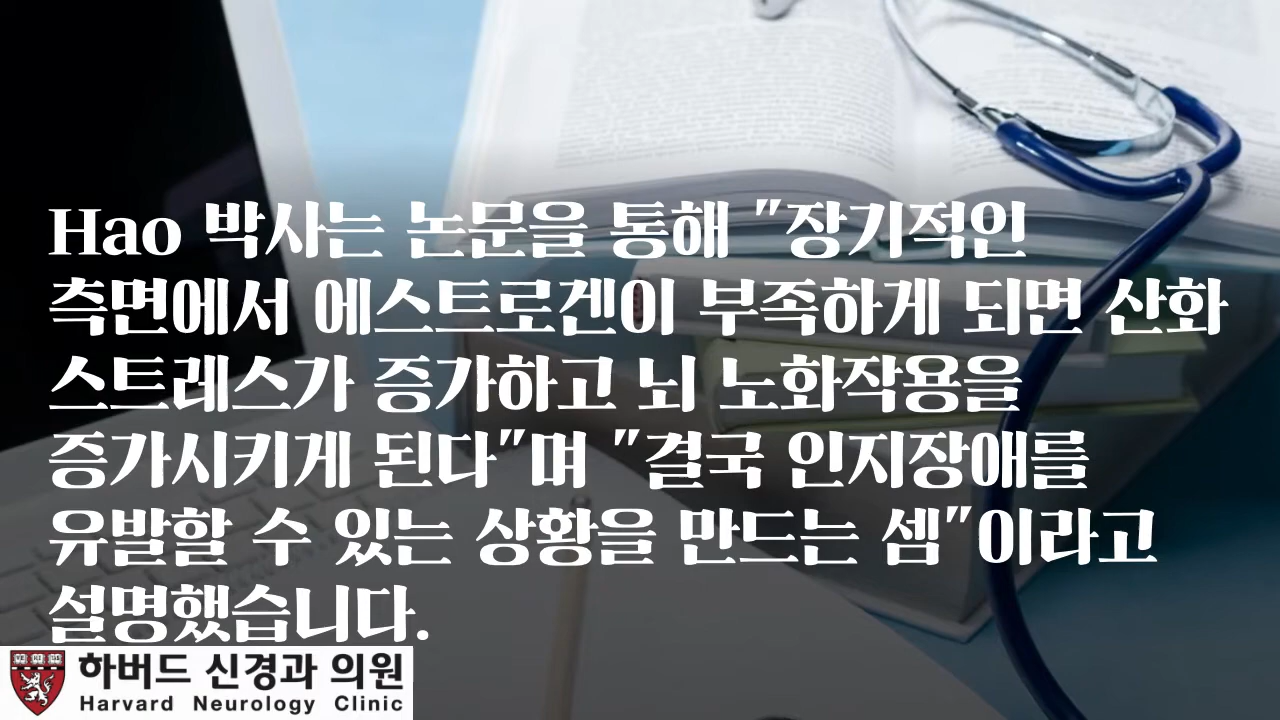 Hao 박사는 논문을 통해 "장기적인
측면에서 에스트로겐이 부족하게 되면 산화
스트레스가 증가하고 뇌 노화작용을
증가시키게 된다"며 "결국 인지장애를
유발할 수 있는 상황을 만드는 셈"이라고
설명했습니다.
하버드 신경과 의원
Harvard Neurology Clinic